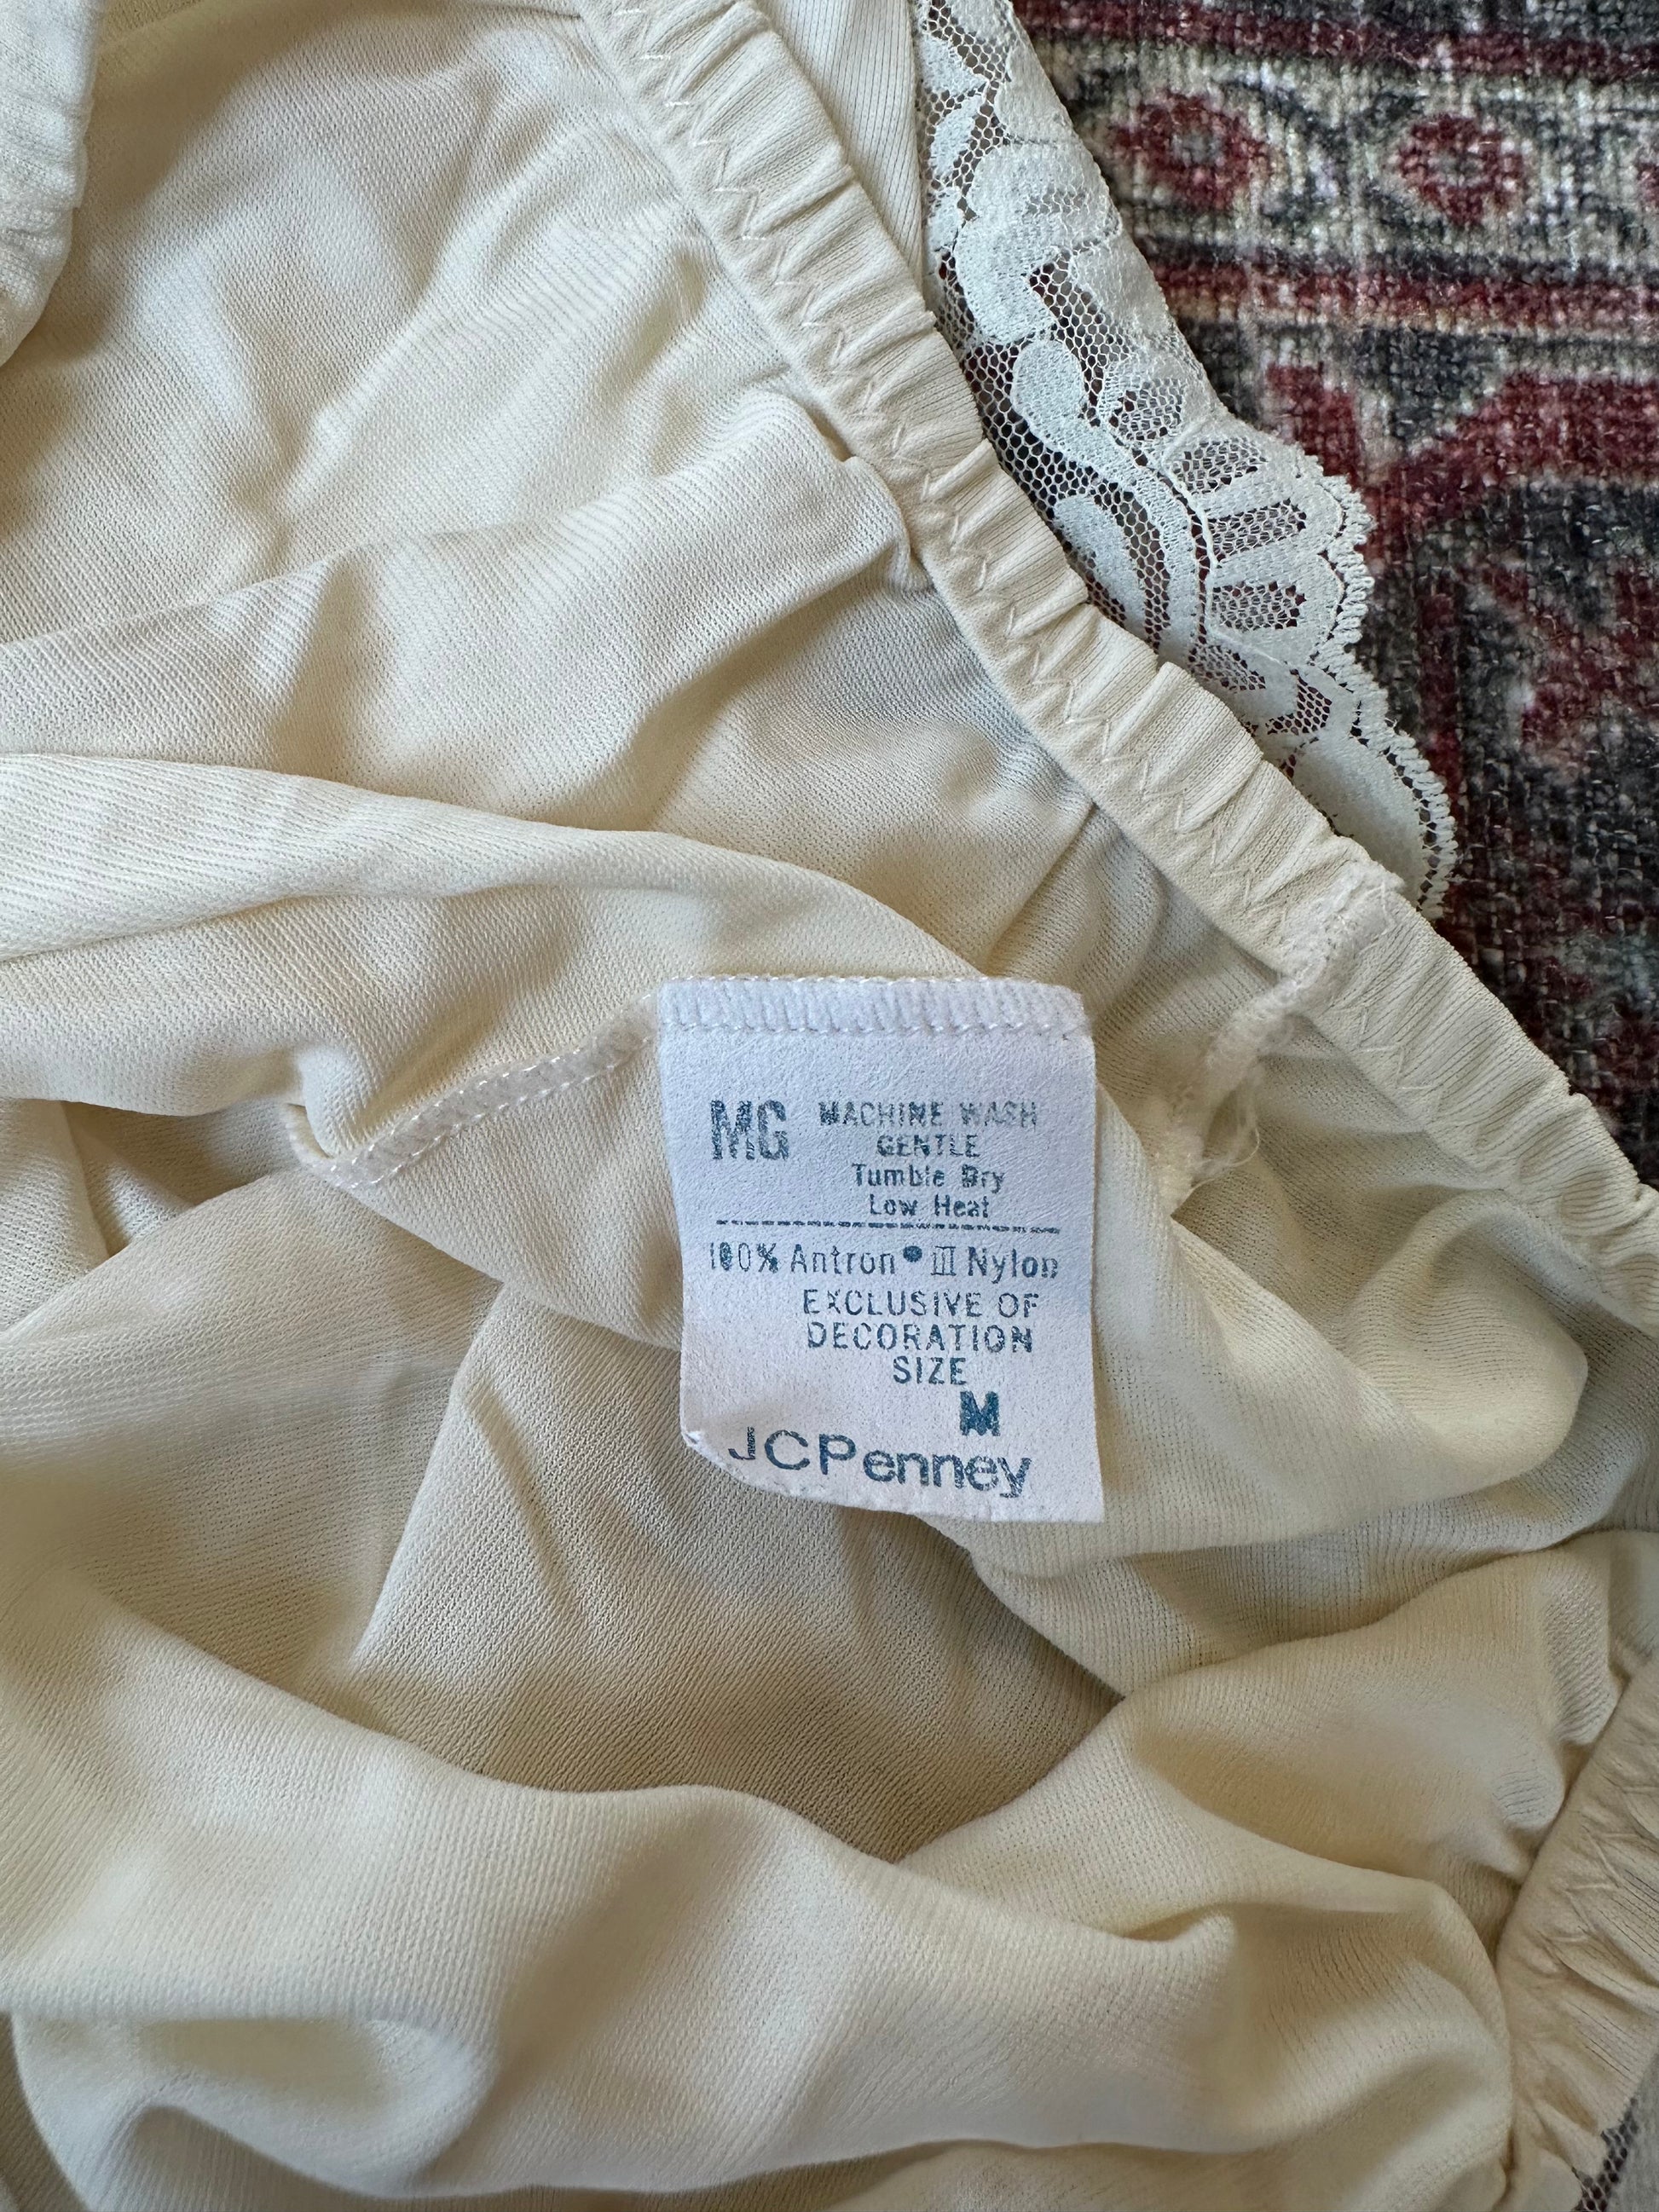 MG MACHINE WASH
GENTLE
Tumble Dry
Low Heat
100% Antron® III Nylon
EXCLUSIVE OF
DECORATION
SIZE
M
JCPenney